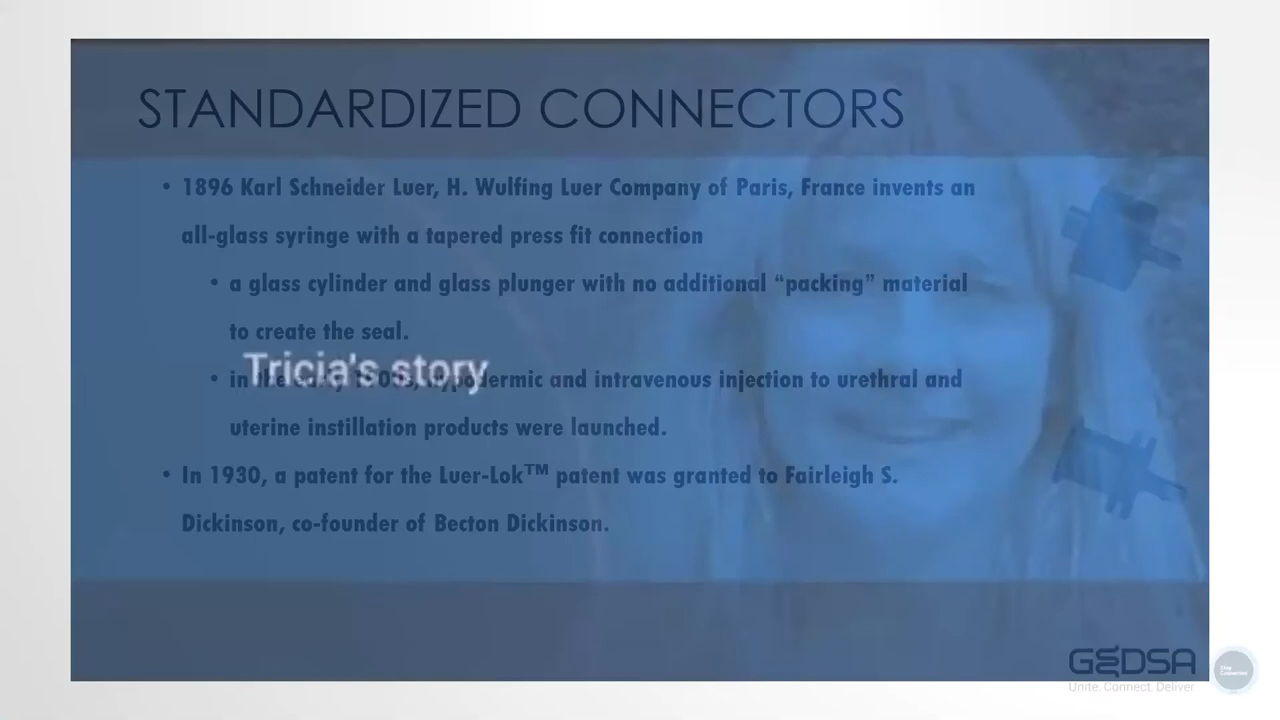 STANDARDIZED CONNECTORS
• 1896 Karl Schneider Luer, H. Wulfing Luer Company of Paris, France invents an
all-glass syringe with a tapered press fit connection
• a glass cylinder and glass plunger with no additional “packing” material
to create the seal.
Tricia's story
• in hypodermic and intravenous injection to urethral and
uterine instillation products were launched.
• In 1930, a patent for the Luer-Lok™ patent was granted to Fairleigh S.
Dickinson, co-founder of Becton Dickinson.
GEDSA
Unite. Connect. Deliver
Stay
Connected